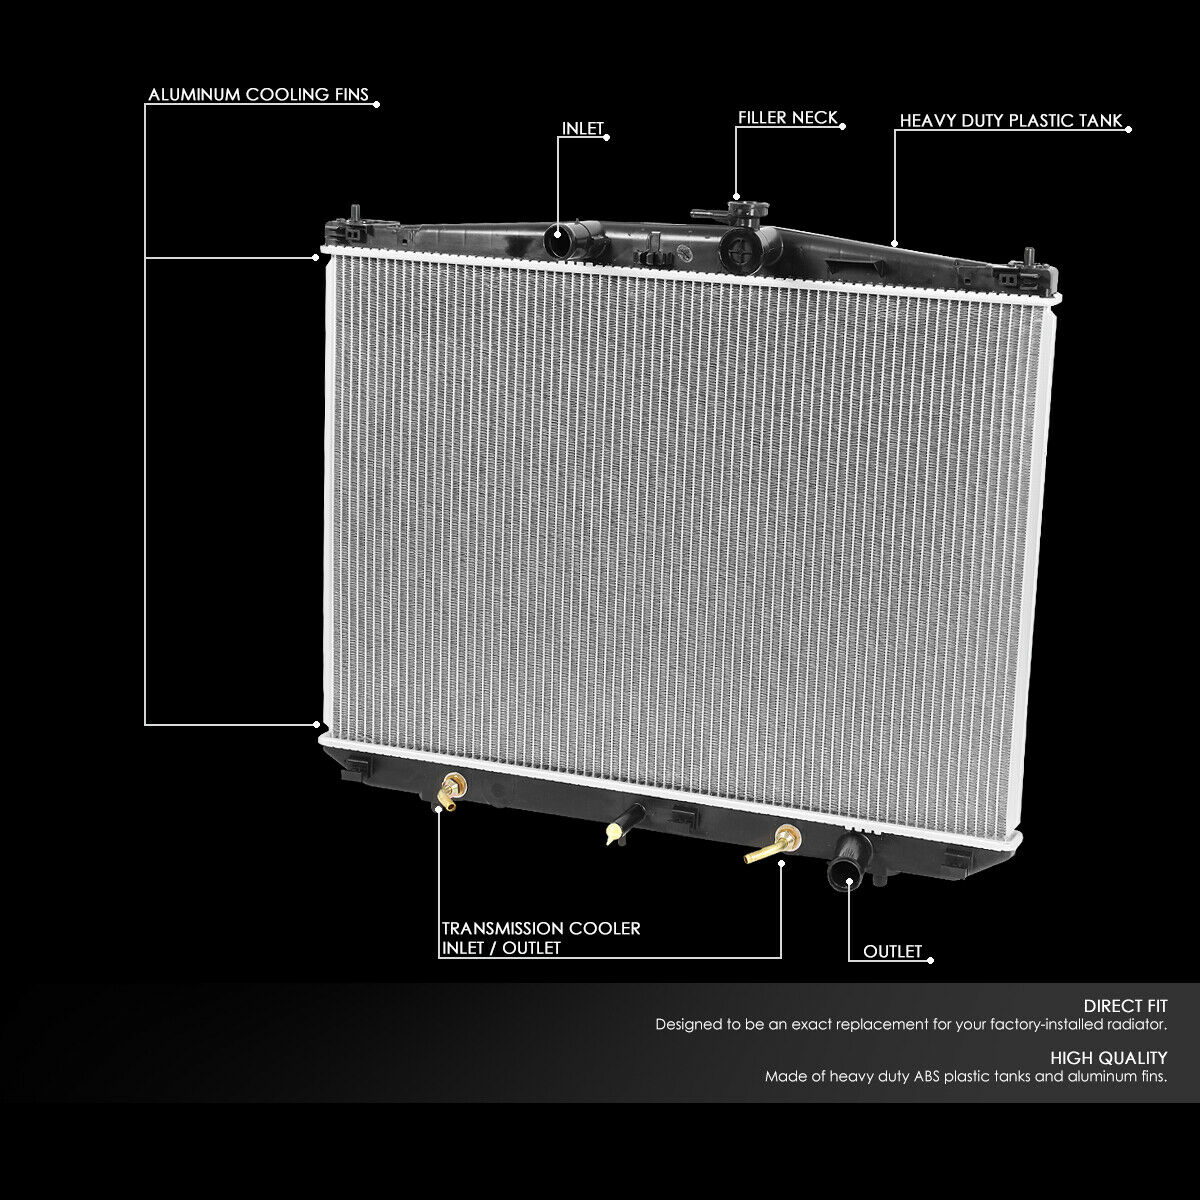 ALUMINUM COOLING FINS
INLET
FILLER NECK
HEAVY DUTY PLASTIC TANK
TRANSMISSION COOLER
INLET / OUTLET
OUTLET
DIRECT FIT
Designed to be an exact replacement for your factory-installed radiator.
HIGH QUALITY
Made of heavy duty ABS plastic tanks and aluminum fins.